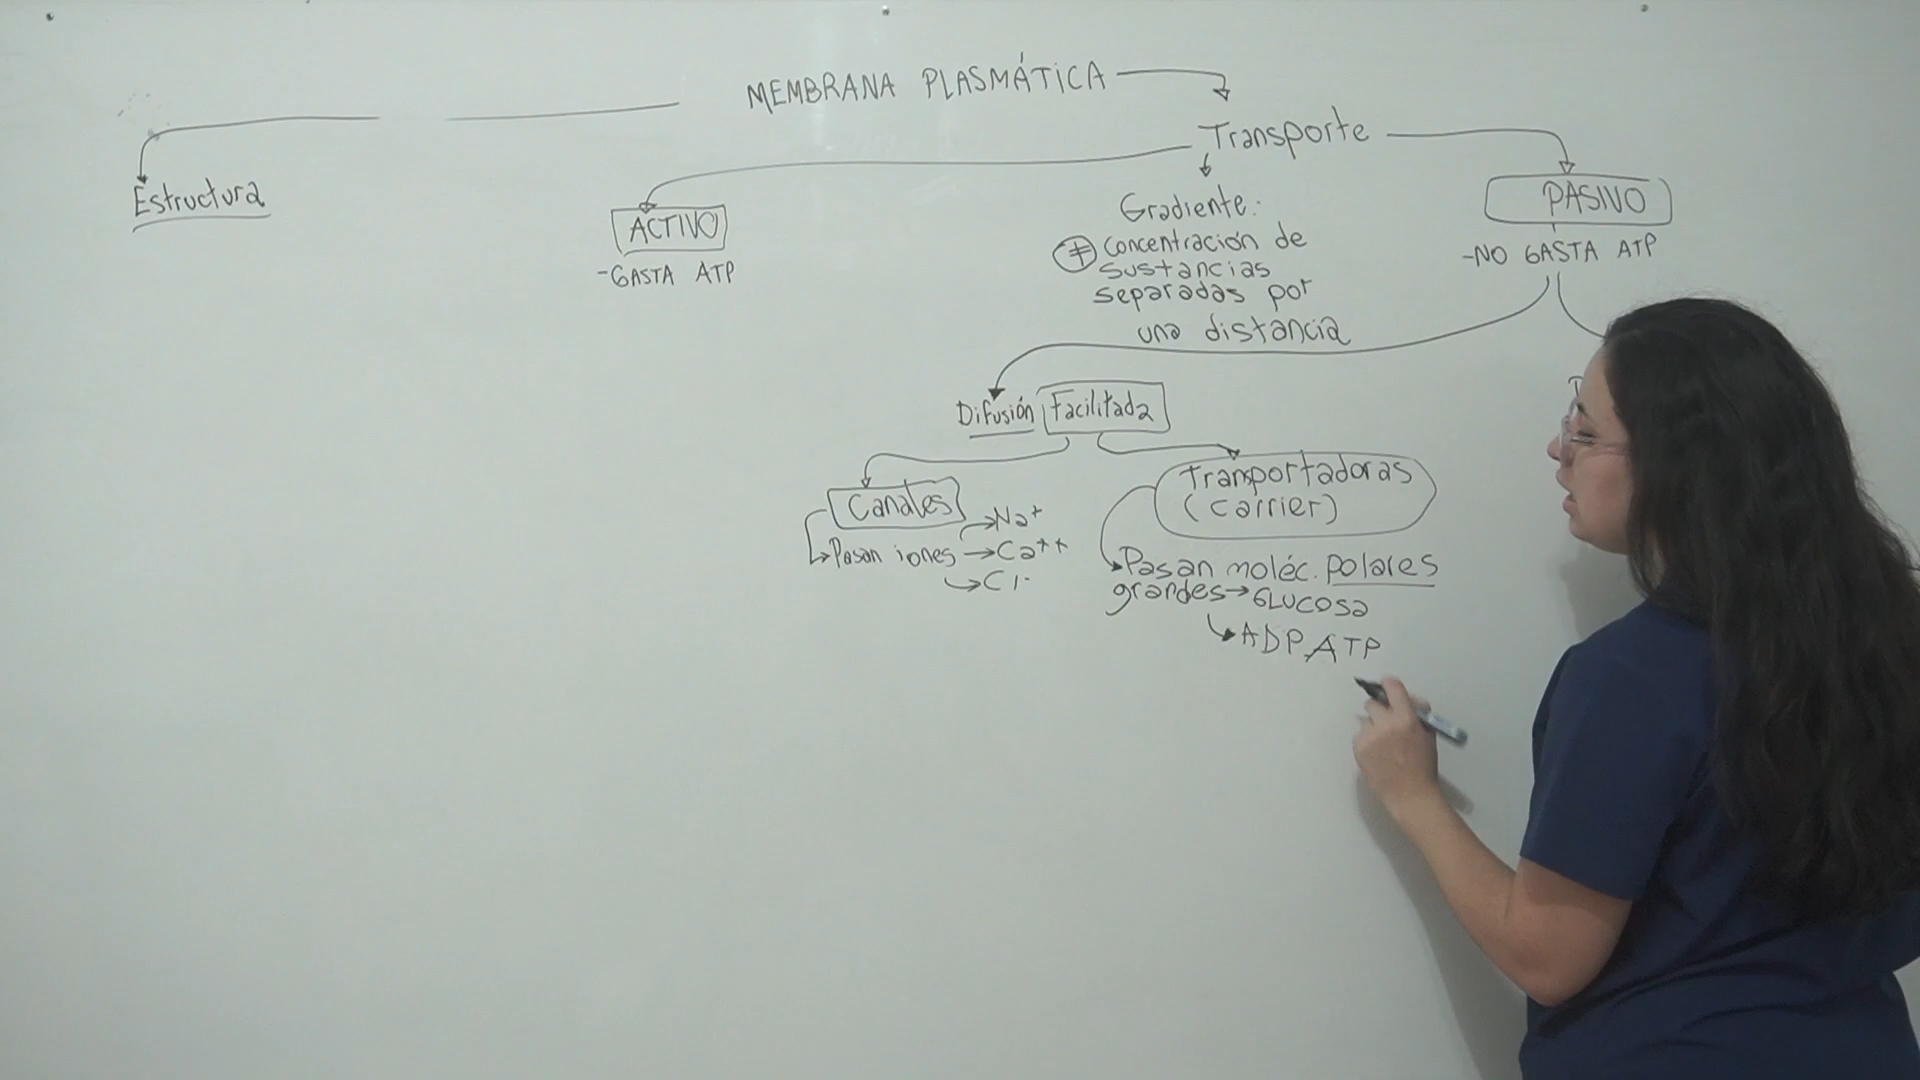 MEMBRANA PLASMÁTICA
Transporte
Estructura
ACTIVO
-GASTA ATP
Gradiente:
≠ concentración de
sustancias
separadas por
una distancia
PASIVO
-NO GASTA ATP
Difusión Facilitada
Canales
Pasan iones → Na+
→ Ca++
→ Cl-
Transportadoras
(carrier)
Pasan moléc. polares
grandes → GLUCOSA
ADP, ATP